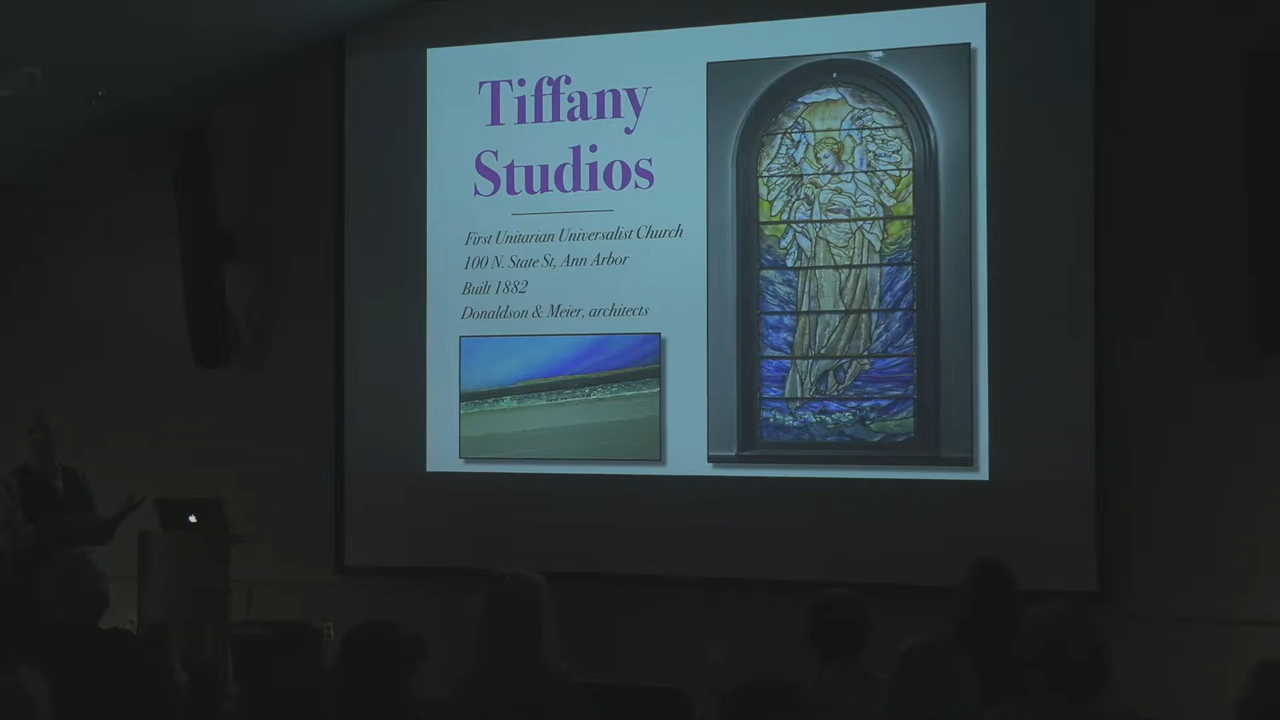 Tiffany
Studios
First Unitarian Universalist Church
100 N. State St, Ann Arbor
Built 1882
Donaldson & Meier, architects